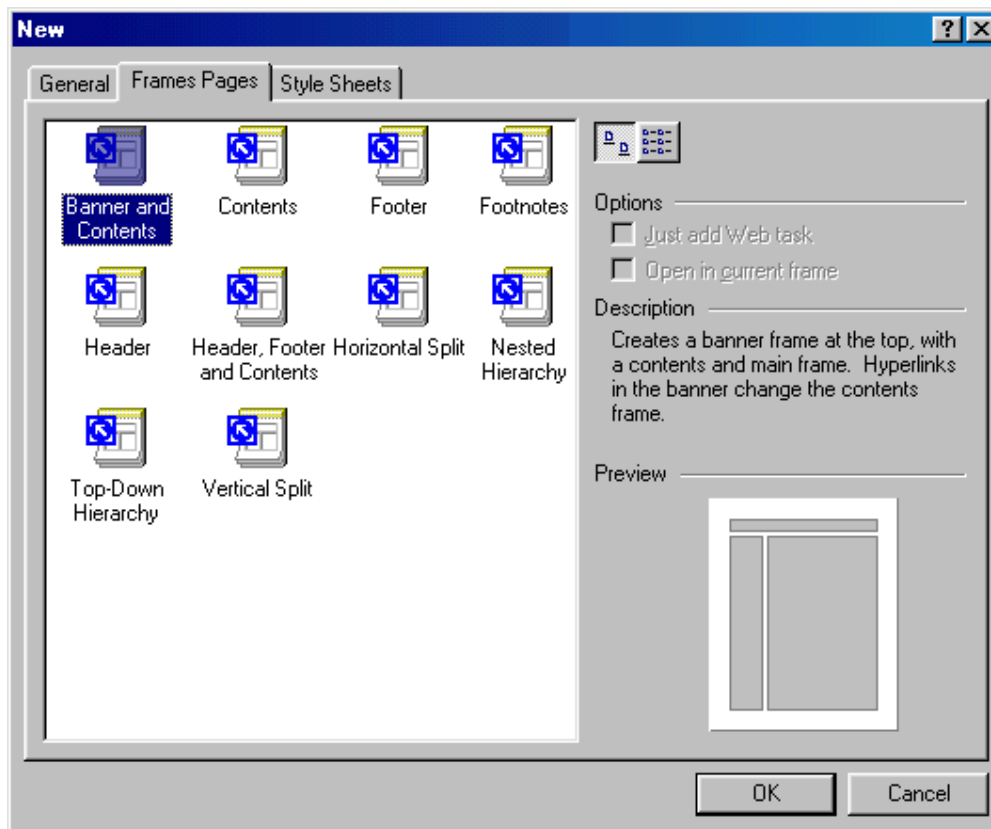 New
General
Frames Pages
Style Sheets
Banner and
Contents
Contents
Footer
Footnotes
Header
Header, Footer
and Contents
Horizontal Split
Nested
Hierarchy
Top-Down
Hierarchy
Vertical Split
Options
Just add Web task
Open in current frame
Description
Creates a banner frame at the top, with
a contents and main frame. Hyperlinks
in the banner change the contents
frame.
Preview
OK
Cancel